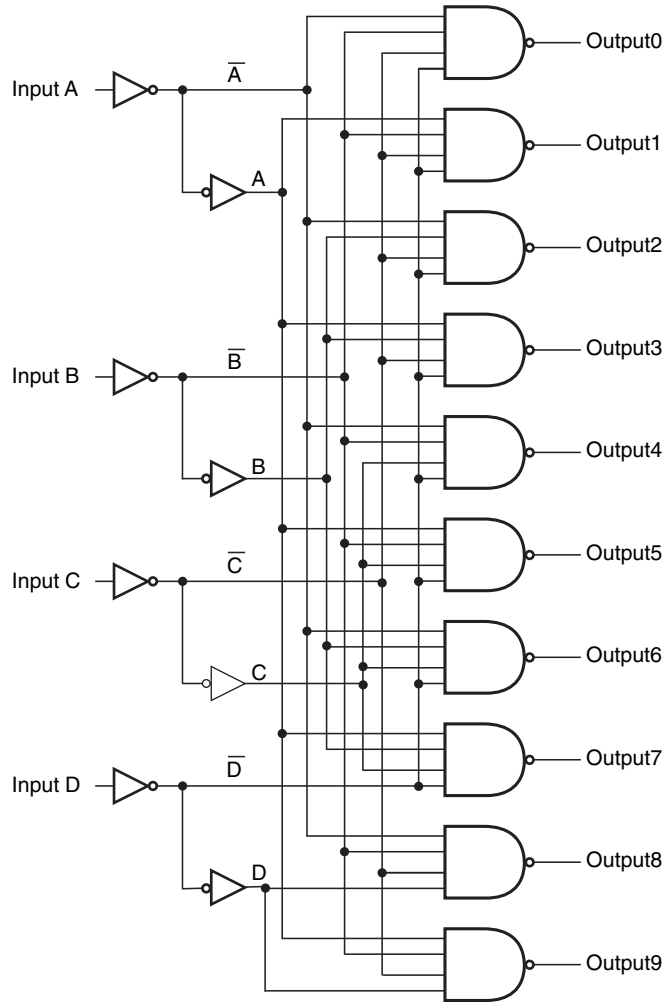 Output0
Input A
A̅
Output1
A
Output2
Output3
Input B
B̅
Output4
B
Output5
Input C
C̅
Output6
C
Output7
Input D
D̅
Output8
D
Output9